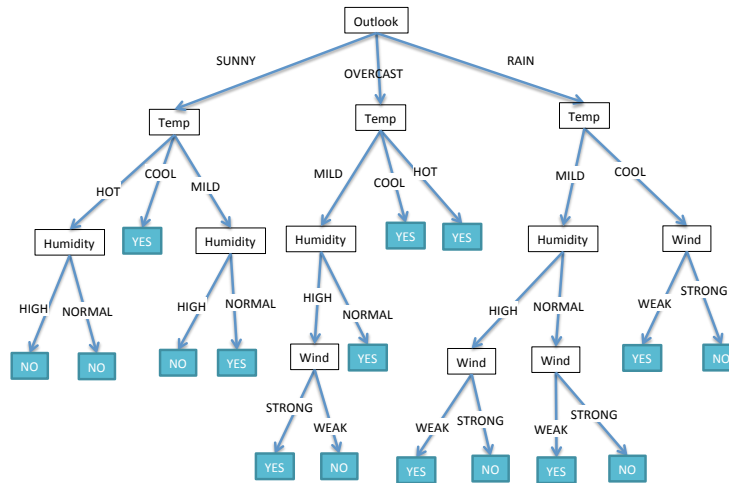 Outlook
SUNNY
OVERCAST
RAIN
Temp
Temp
Temp
HOT
COOL
MILD
MILD
COOL
HOT
MILD
COOL
Humidity
YES
Humidity
Humidity
YES
YES
Humidity
Wind
HIGH
NORMAL
HIGH
NORMAL
HIGH
NORMAL
HIGH
NORMAL
WEAK
STRONG
NO
NO
NO
YES
Wind
YES
Wind
Wind
YES
NO
STRONG
WEAK
WEAK
STRONG
WEAK
STRONG
YES
NO
YES
NO
YES
NO